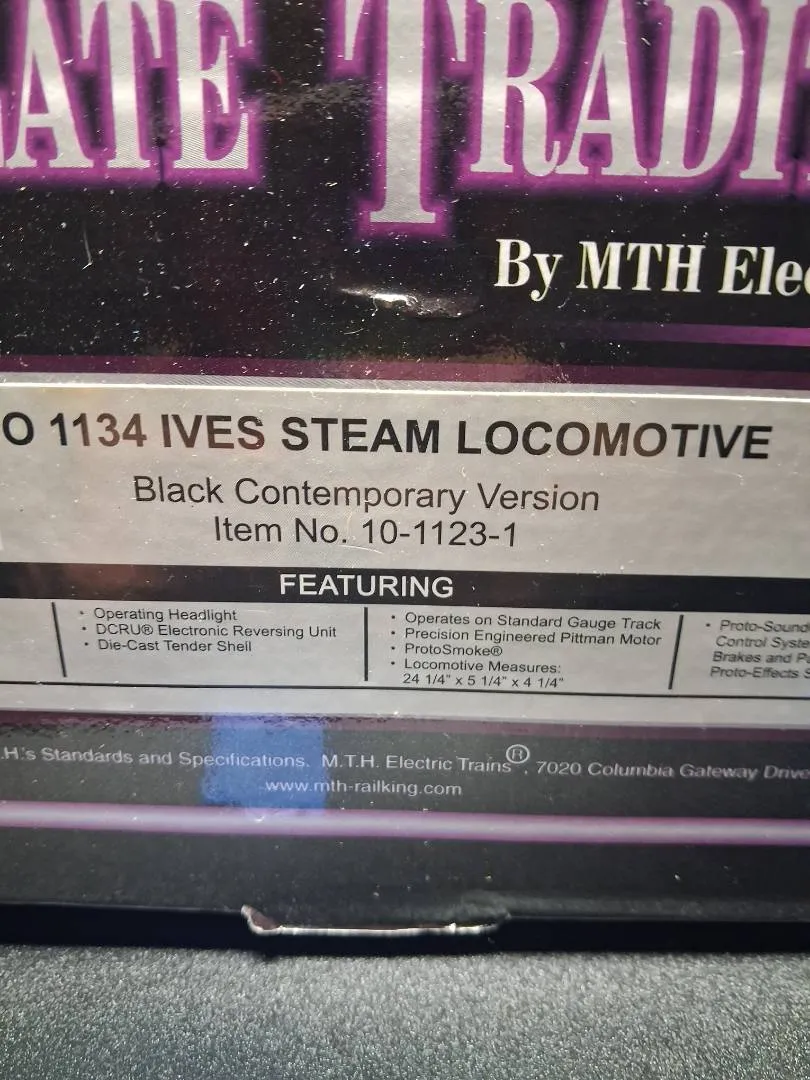 ATE TRADI
By MTH Elec
O 1134 IVES STEAM LOCOMOTIVE
Black Contemporary Version
Item No. 10-1123-1
FEATURING
• Operating Headlight
• DCRU® Electronic Reversing Unit
• Die-Cast Tender Shell
• Operates on Standard Gauge Track
• Precision Engineered Pittman Motor
• ProtoSmoke®
• Locomotive Measures:
24 1/4" x 5 1/4" x 4 1/4"
• Proto-Sound
Control Syste
Brakes and P
Proto-Effects S
.H.'s Standards and Specifications. M.T.H. Electric Trains®, 7020 Columbia Gateway Drive
www.mth-railking.com